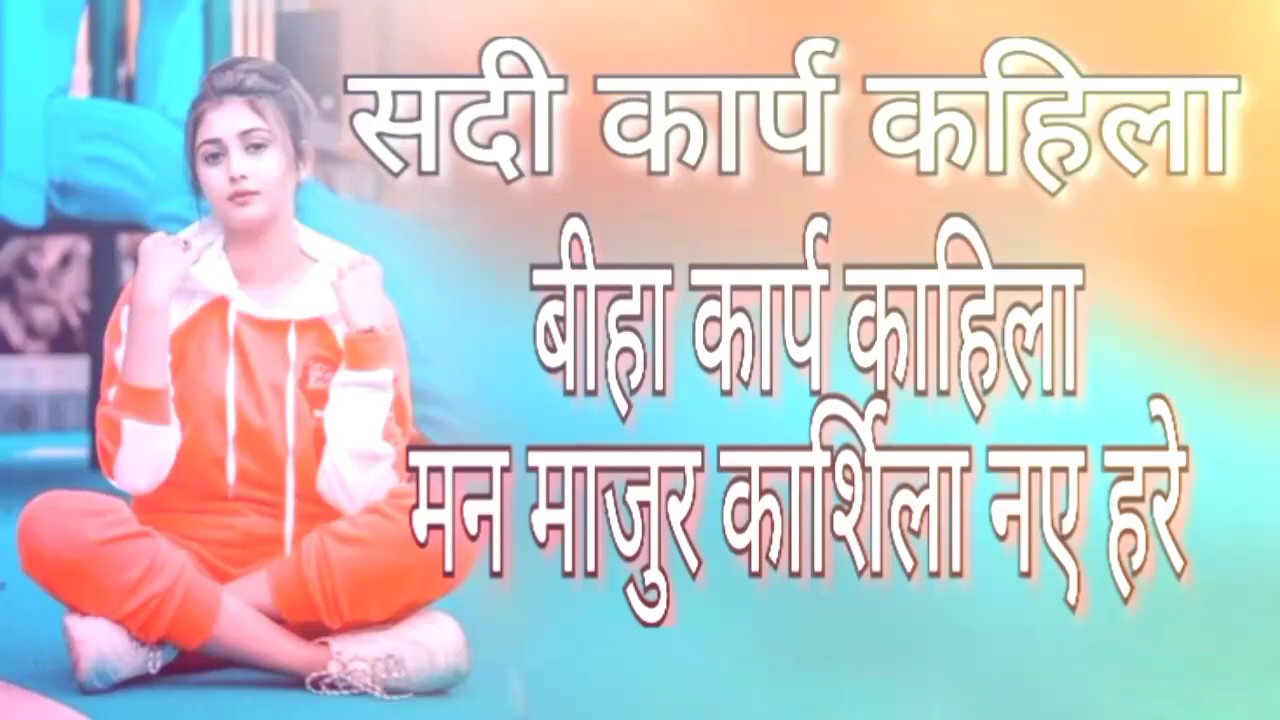 सदी कार्प कहिला
बीहा कार्प काहिला
मन माजुर कार्शिला नए हरे